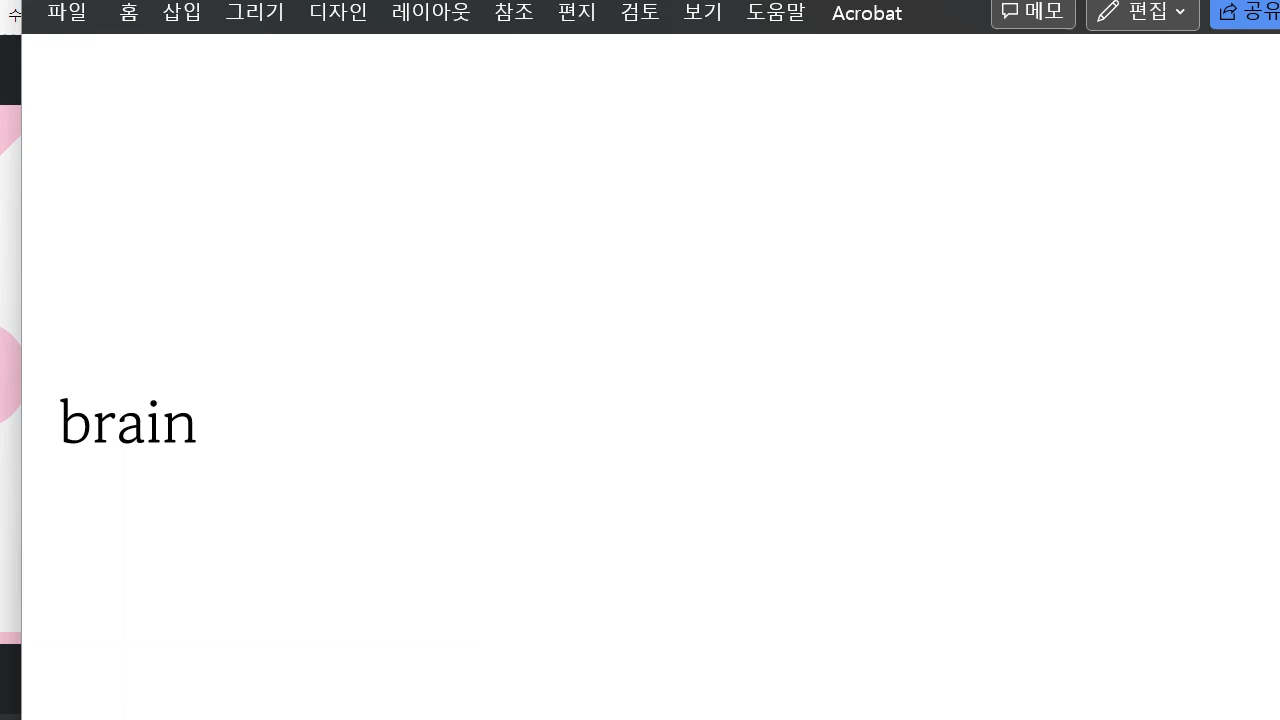 파일 홈 삽입 그리기 디자인 레이아웃 참조 편지 검토 보기 도움말 Acrobat 메모 편집 공유
brain